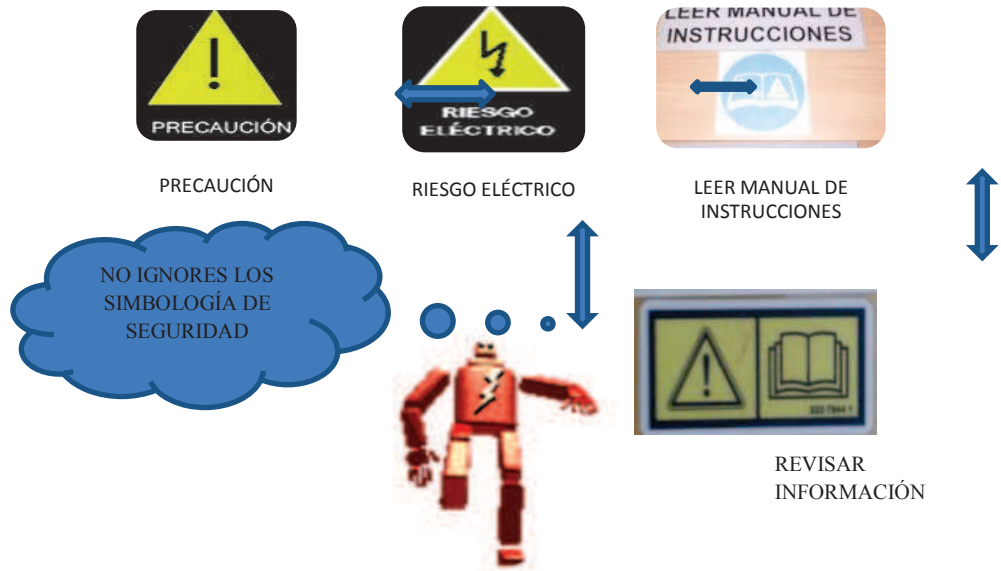 PRECAUCIÓN
RIESGO
ELÉCTRICO
LEER MANUAL DE
INSTRUCCIONES
PRECAUCIÓN
RIESGO ELÉCTRICO
LEER MANUAL DE
INSTRUCCIONES
NO IGNORES LOS
SIMBOLOGÍA DE
SEGURIDAD
REVISAR
INFORMACIÓN